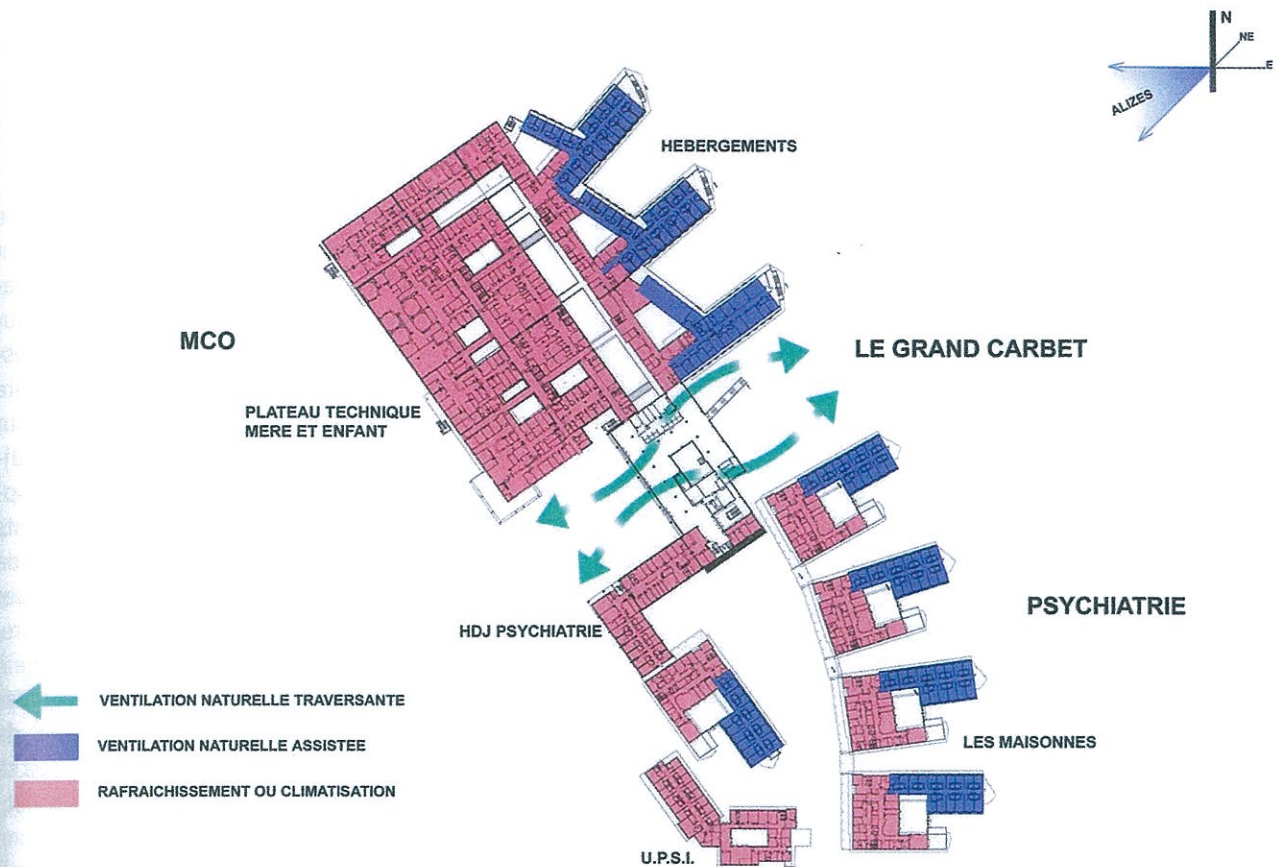 N
NE
E
ALIZES
HEBERGEMENTS
MCO
LE GRAND CARBET
PLATEAU TECHNIQUE
MERE ET ENFANT
PSYCHIATRIE
HDJ PSYCHIATRIE
VENTILATION NATURELLE TRAVERSANTE
VENTILATION NATURELLE ASSISTEE
LES MAISONNES
RAFRAICHISSEMENT OU CLIMATISATION
U.P.S.I.